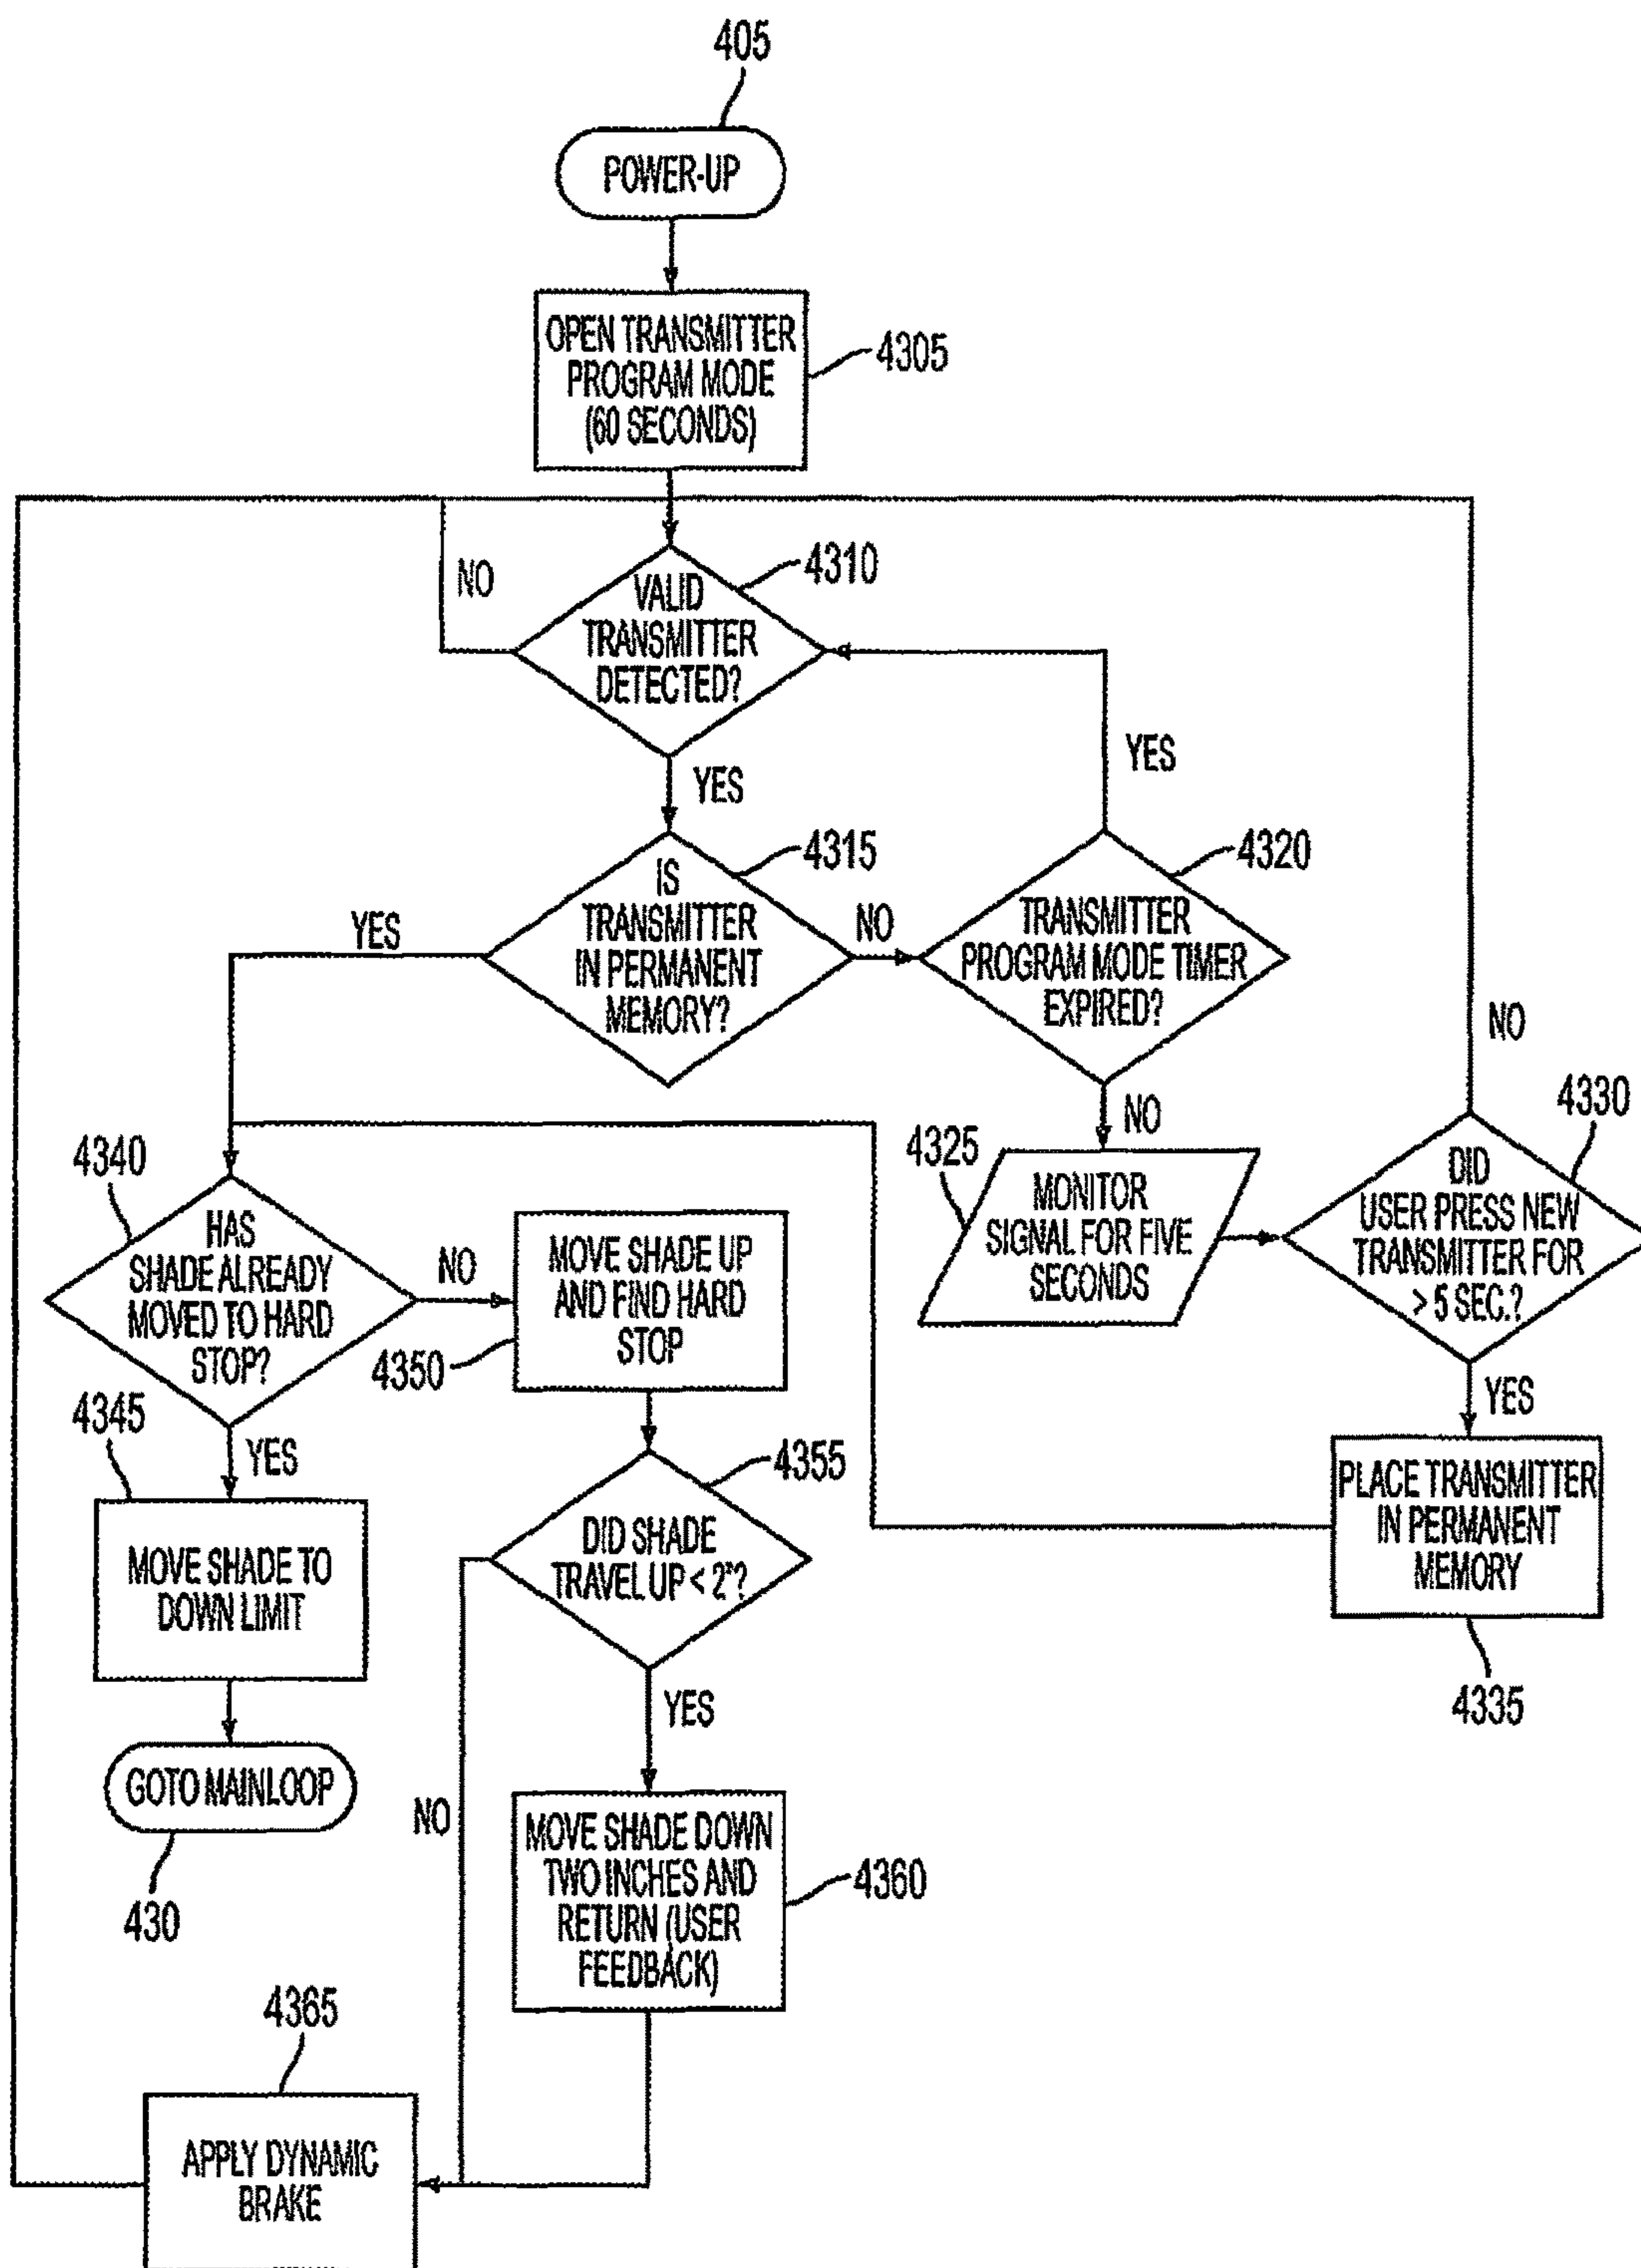 405
POWER-UP
OPEN TRANSMITTER
PROGRAM MODE
(60 SECONDS)
4305
NO
VALID
TRANSMITTER
DETECTED?
4310
YES
YES
IS
TRANSMITTER
IN PERMANENT
MEMORY?
4315
YES
NO
TRANSMITTER
PROGRAM MODE TIMER
EXPIRED?
4320
NO
NO
4325
MONITOR
SIGNAL FOR FIVE
SECONDS
4330
DID
USER PRESS NEW
TRANSMITTER FOR
> 5 SEC.?
YES
PLACE TRANSMITTER
IN PERMANENT
MEMORY
4335
4340
HAS
SHADE ALREADY
MOVED TO HARD
STOP?
NO
MOVE SHADE UP
AND FIND HARD
STOP
4350
4345
YES
MOVE SHADE TO
DOWN LIMIT
GOTO MAINLOOP
430
4355
DID SHADE
TRAVEL UP < 2"?
YES
NO
MOVE SHADE DOWN
TWO INCHES AND
RETURN (USER
FEEDBACK)
4360
4365
APPLY DYNAMIC
BRAKE